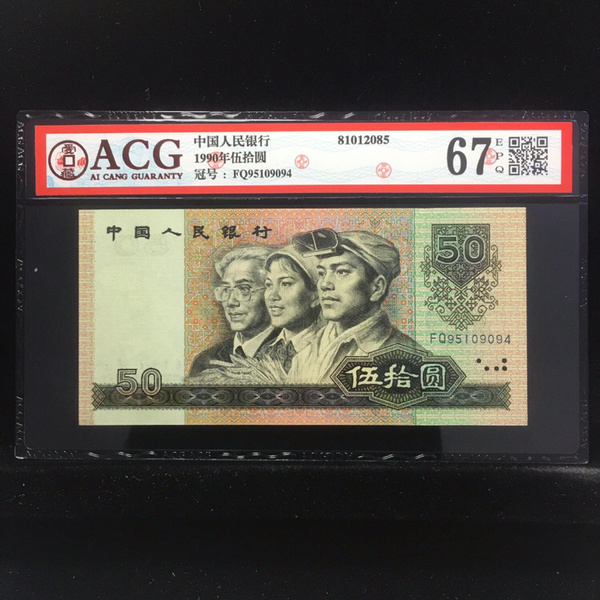 ACG
AI CANG GUARANTY
中国人民银行
1990年伍拾圆
冠号：FQ95109094
81012085
67
EPQ
中国人民银行
50
FQ95109094
50
伍拾圆